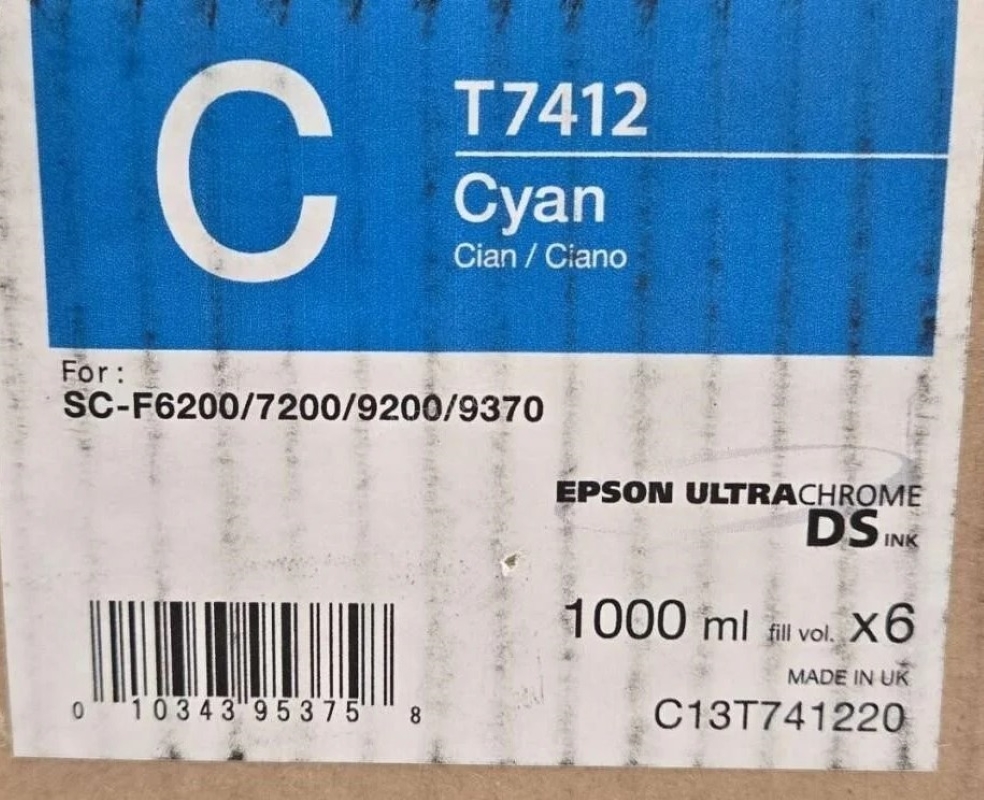 C
T7412
Cyan
Cian / Ciano
For :
SC-F6200/7200/9200/9370
EPSON ULTRACHROME
DS INK
1000 ml fill vol. x6
MADE IN UK
C13T741220
0 10343 95375 8